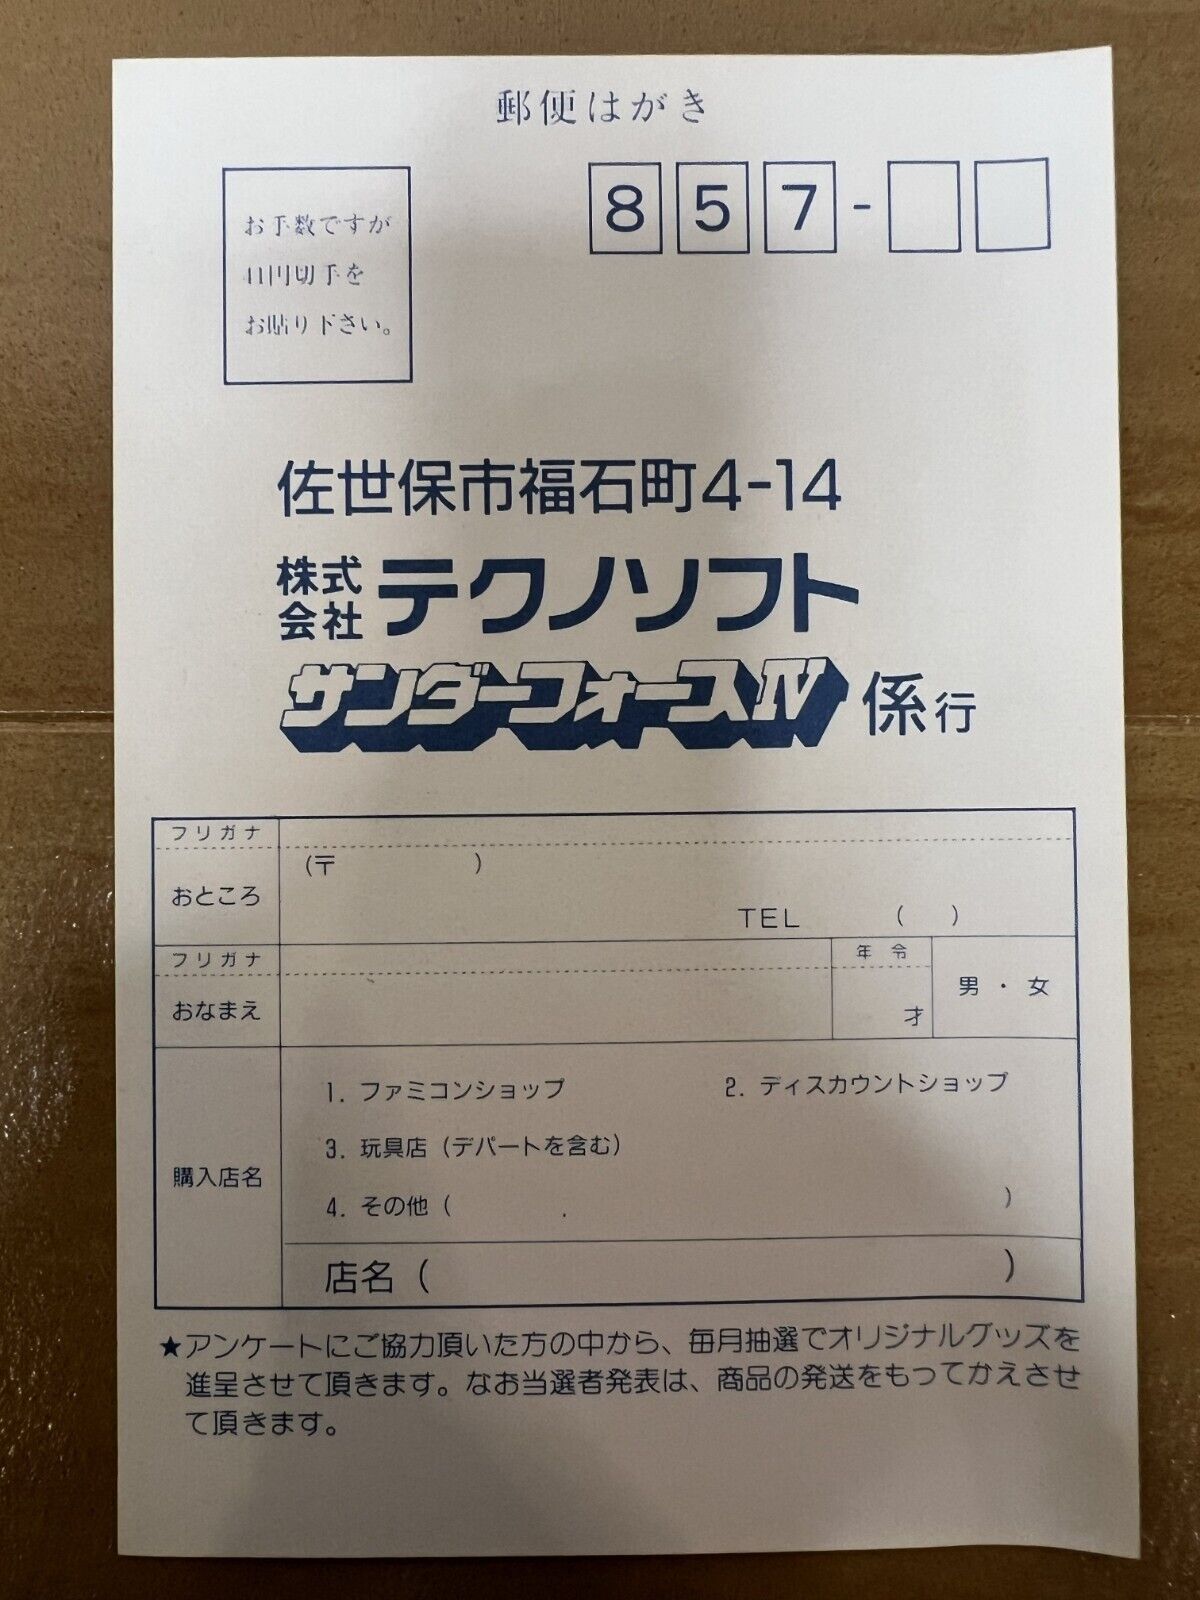 郵便はがき
857-
お手数ですが
41円切手を
お貼り下さい。
佐世保市福石町4-14
株式会社 テクノソフト
サンダーフォースIV 係行
フリガナ
おところ
(〒 )
TEL ( )
フリガナ
おなまえ
年令
才
男・女
購入店名
1. ファミコンショップ 2. ディスカウントショップ
3. 玩具店(デパートを含む)
4. その他( )
店名( )
★アンケートにご協力頂いた方の中から、毎月抽選でオリジナルグッズを
進呈させて頂きます。なお当選者発表は、商品の発送をもってかえさせ
て頂きます。